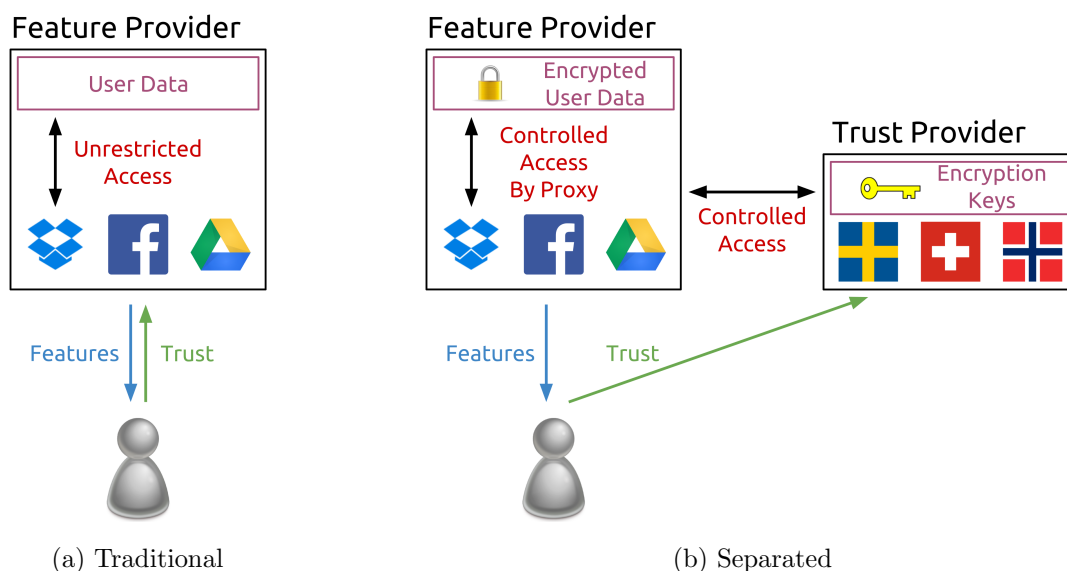 Feature Provider
User Data
Unrestricted
Access
Features
Trust
(a) Traditional
Feature Provider
Encrypted
User Data
Controlled
Access
By Proxy
Controlled
Access
Trust Provider
Encryption
Keys
Features
Trust
(b) Separated